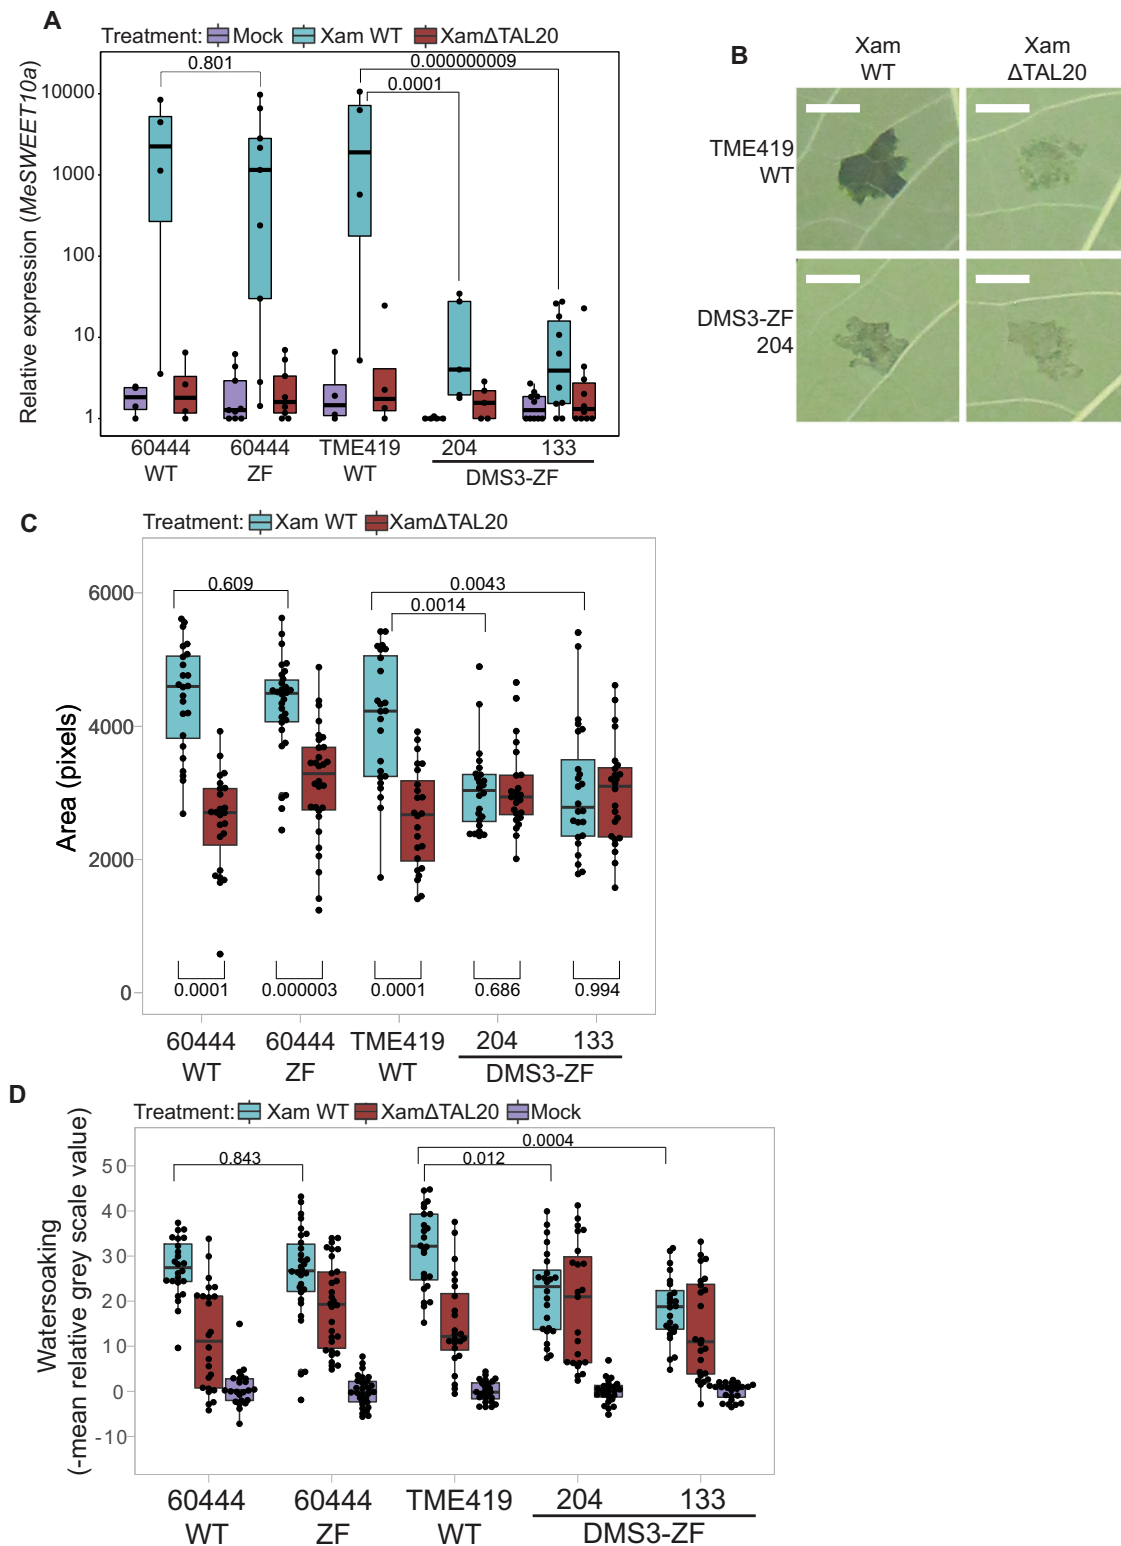 A
Treatment: Mock Xam WT XamΔTAL20
Relative expression (MeSWEET10a)
10000
1000
100
10
1
0.801
0.000000009
0.0001
60444 WT
60444 ZF
TME419 WT
204
133
DMS3-ZF
B
Xam WT
Xam ΔTAL20
TME419 WT
DMS3-ZF 204
C
Treatment: Xam WT XamΔTAL20
Area (pixels)
6000
4000
2000
0
0.609
0.0043
0.0014
0.0001
0.000003
0.0001
0.686
0.994
60444 WT
60444 ZF
TME419 WT
204
133
DMS3-ZF
D
Treatment: Xam WT XamΔTAL20 Mock
Watersoaking
(-mean relative grey scale value)
50
40
30
20
10
0
-10
0.843
0.0004
0.012
60444 WT
60444 ZF
TME419 WT
204
133
DMS3-ZF